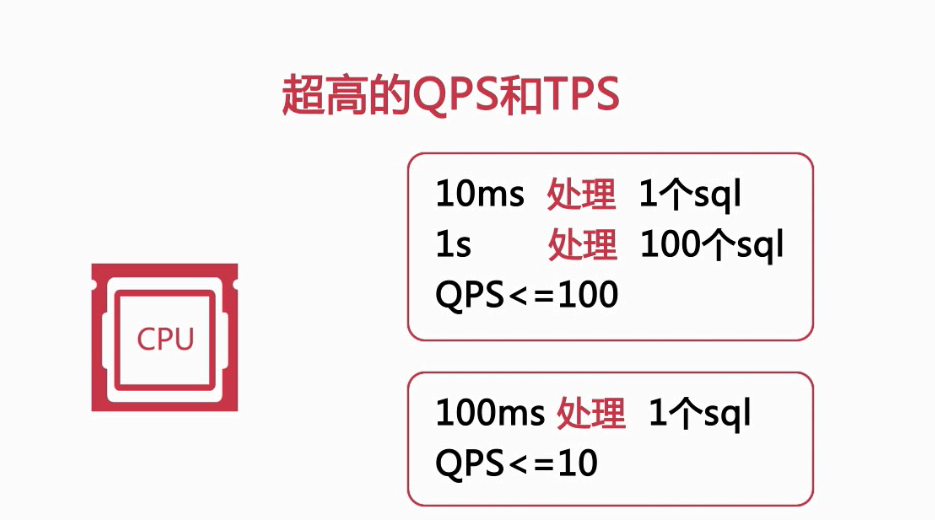 超高的QPS和TPS
10ms 处理 1个sql
1s 处理 100个sql
QPS<=100
CPU
100ms 处理 1个sql
QPS<=10